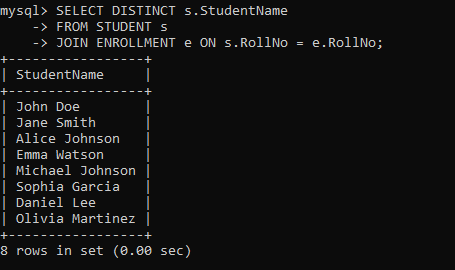 mysql> SELECT DISTINCT s.StudentName
    -> FROM STUDENT s
    -> JOIN ENROLLMENT e ON s.RollNo = e.RollNo;
+-----------------+
| StudentName     |
+-----------------+
| John Doe        |
| Jane Smith      |
| Alice Johnson   |
| Emma Watson     |
| Michael Johnson |
| Sophia Garcia   |
| Daniel Lee      |
| Olivia Martinez |
+-----------------+
8 rows in set (0.00 sec)